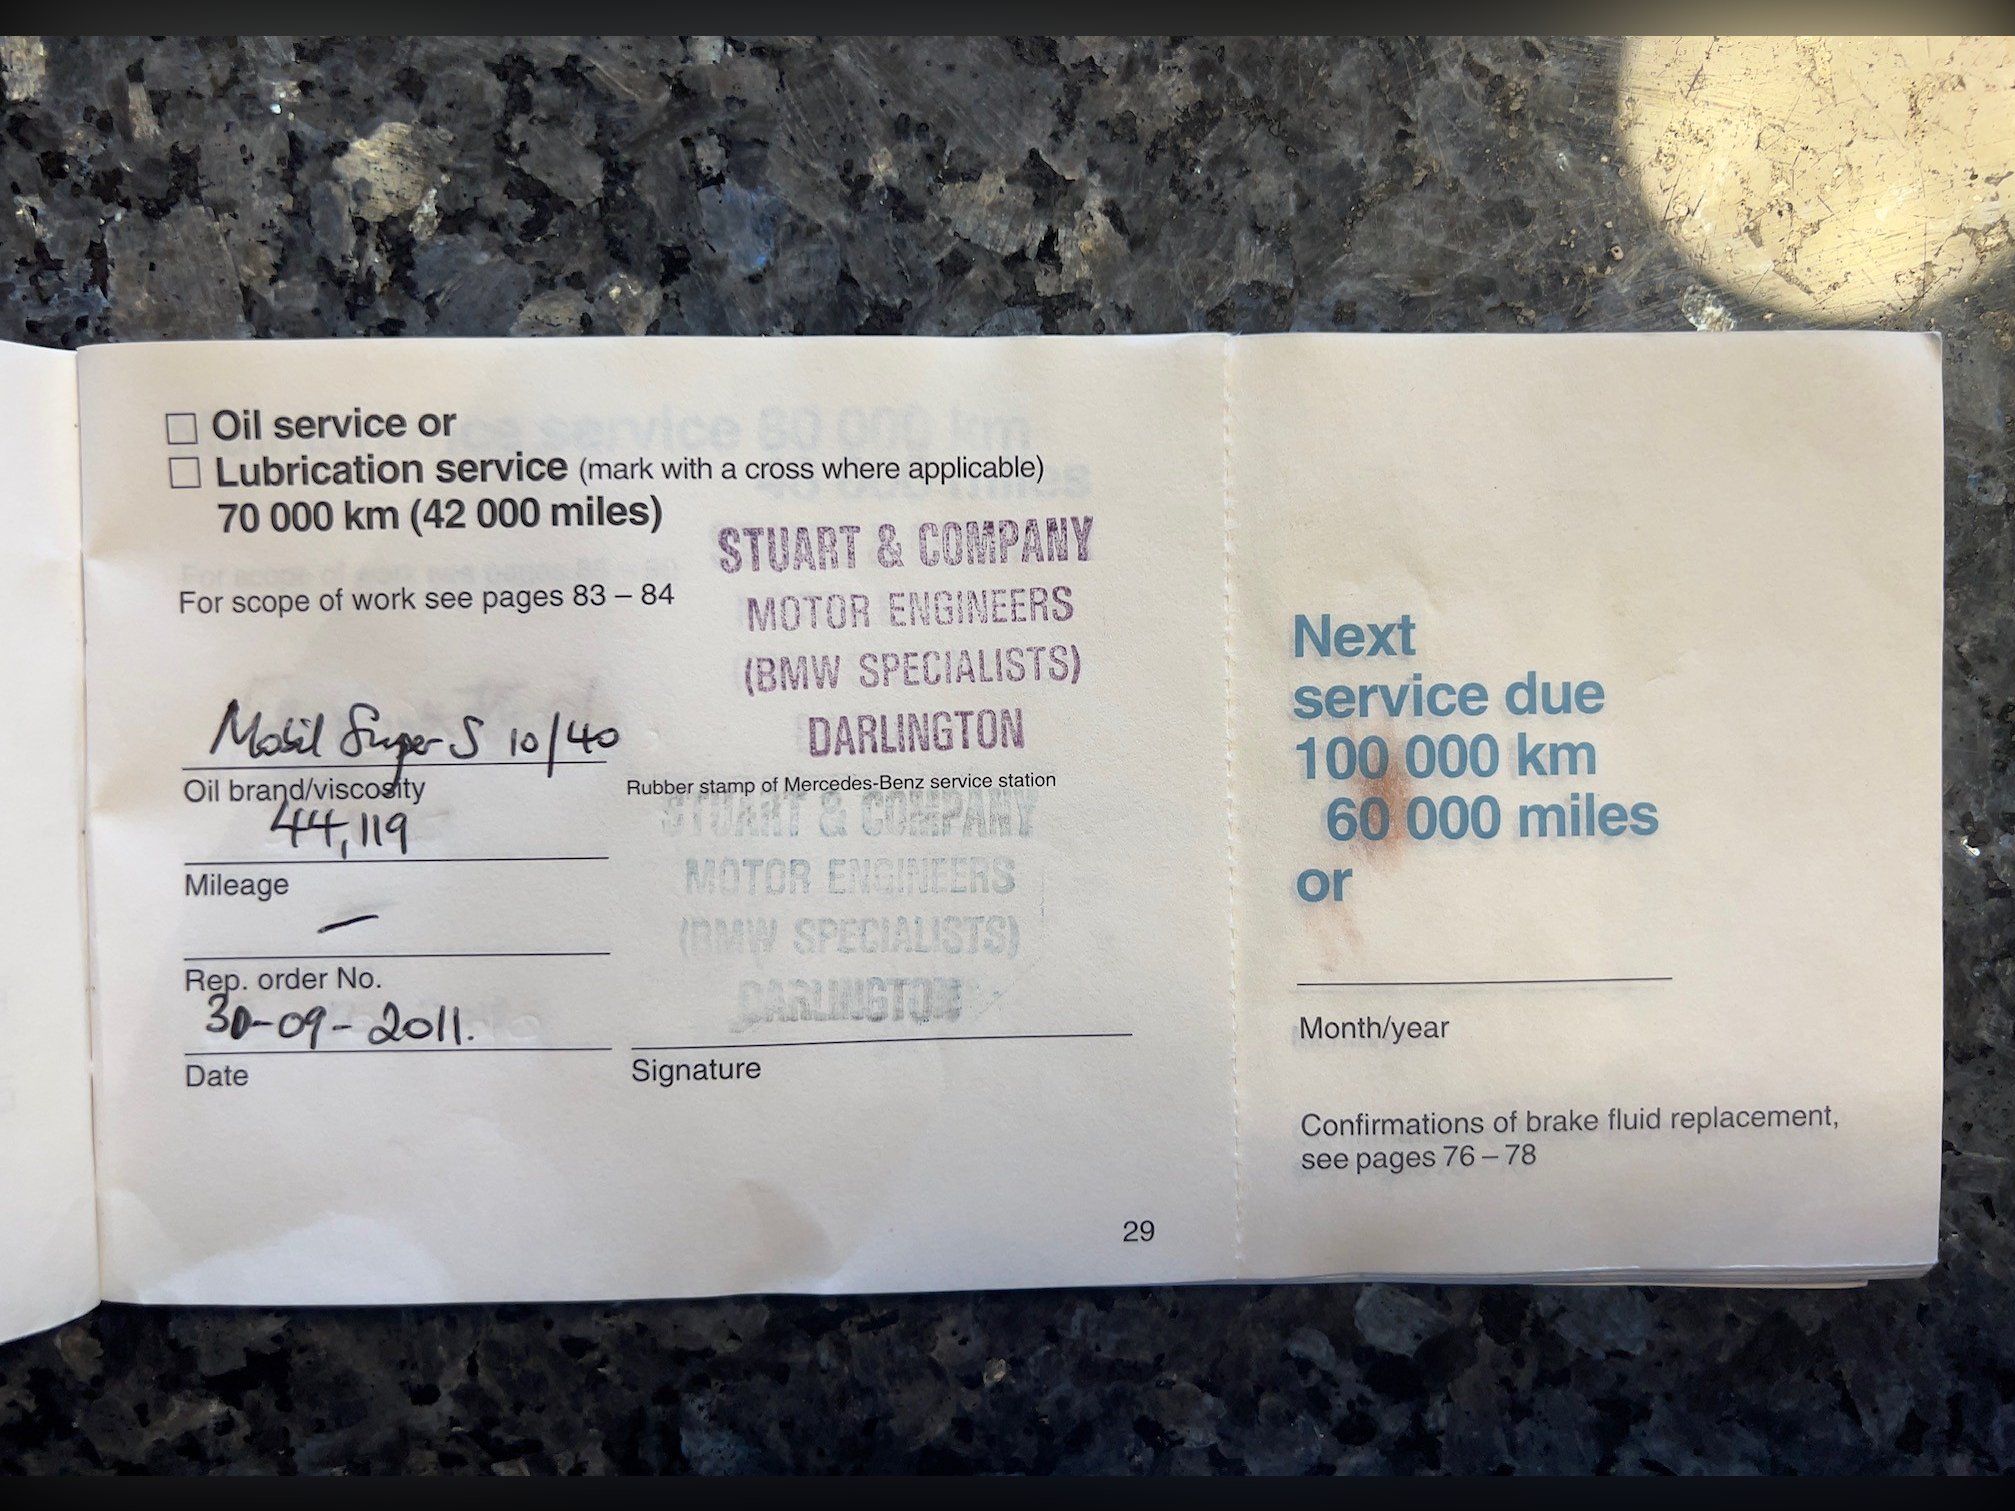 Oil service or
Lubrication service (mark with a cross where applicable)
70 000 km (42 000 miles)
For scope of work see pages 83 – 84
STUART & COMPANY
MOTOR ENGINEERS
(BMW SPECIALISTS)
DARLINGTON
Mobil Super S 10/40
Oil brand/viscosity
Rubber stamp of Mercedes-Benz service station
44,119
Mileage
STUART & COMPANY
MOTOR ENGINEERS
(BMW SPECIALISTS)
DARLINGTON
–
Rep. order No.
30-09-2011.
Date
Signature
29
Next
service due
100 000 km
60 000 miles
or
Month/year
Confirmations of brake fluid replacement,
see pages 76 – 78